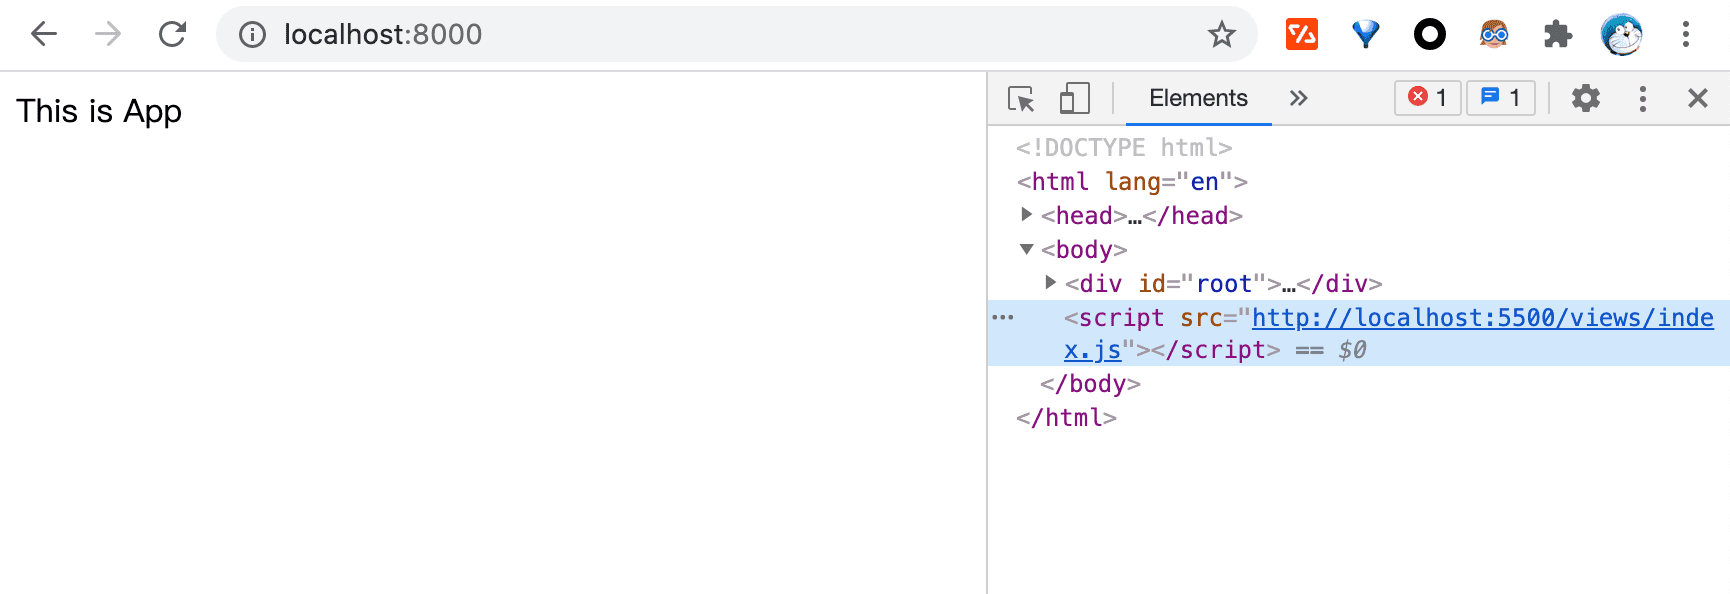 localhost:8000
This is App
Elements
1
1
<!DOCTYPE html>
<html lang="en">
<head>…</head>
<body>
<div id="root">…</div>
<script src="http://localhost:5500/views/inde
x.js"></script> == $0
</body>
</html>